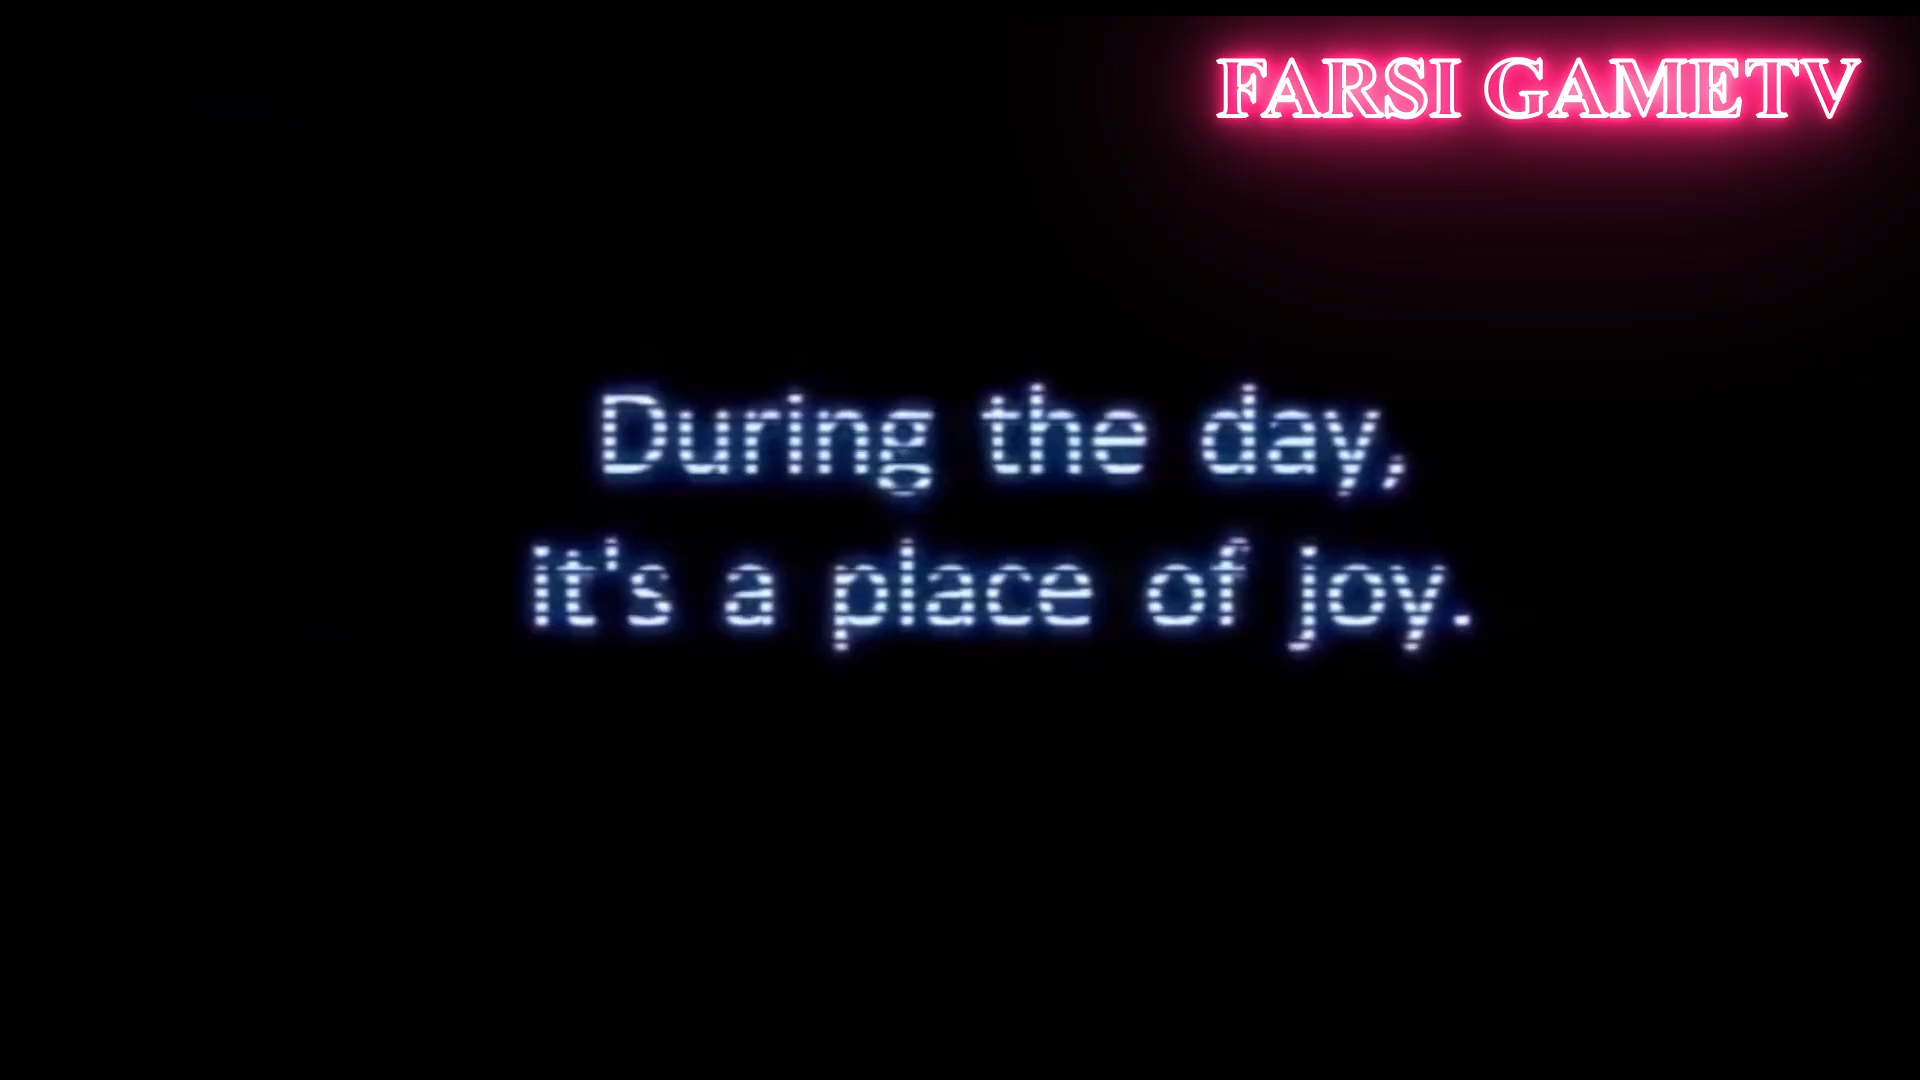 FARSI GAMETV
During the day,
it's a place of joy.